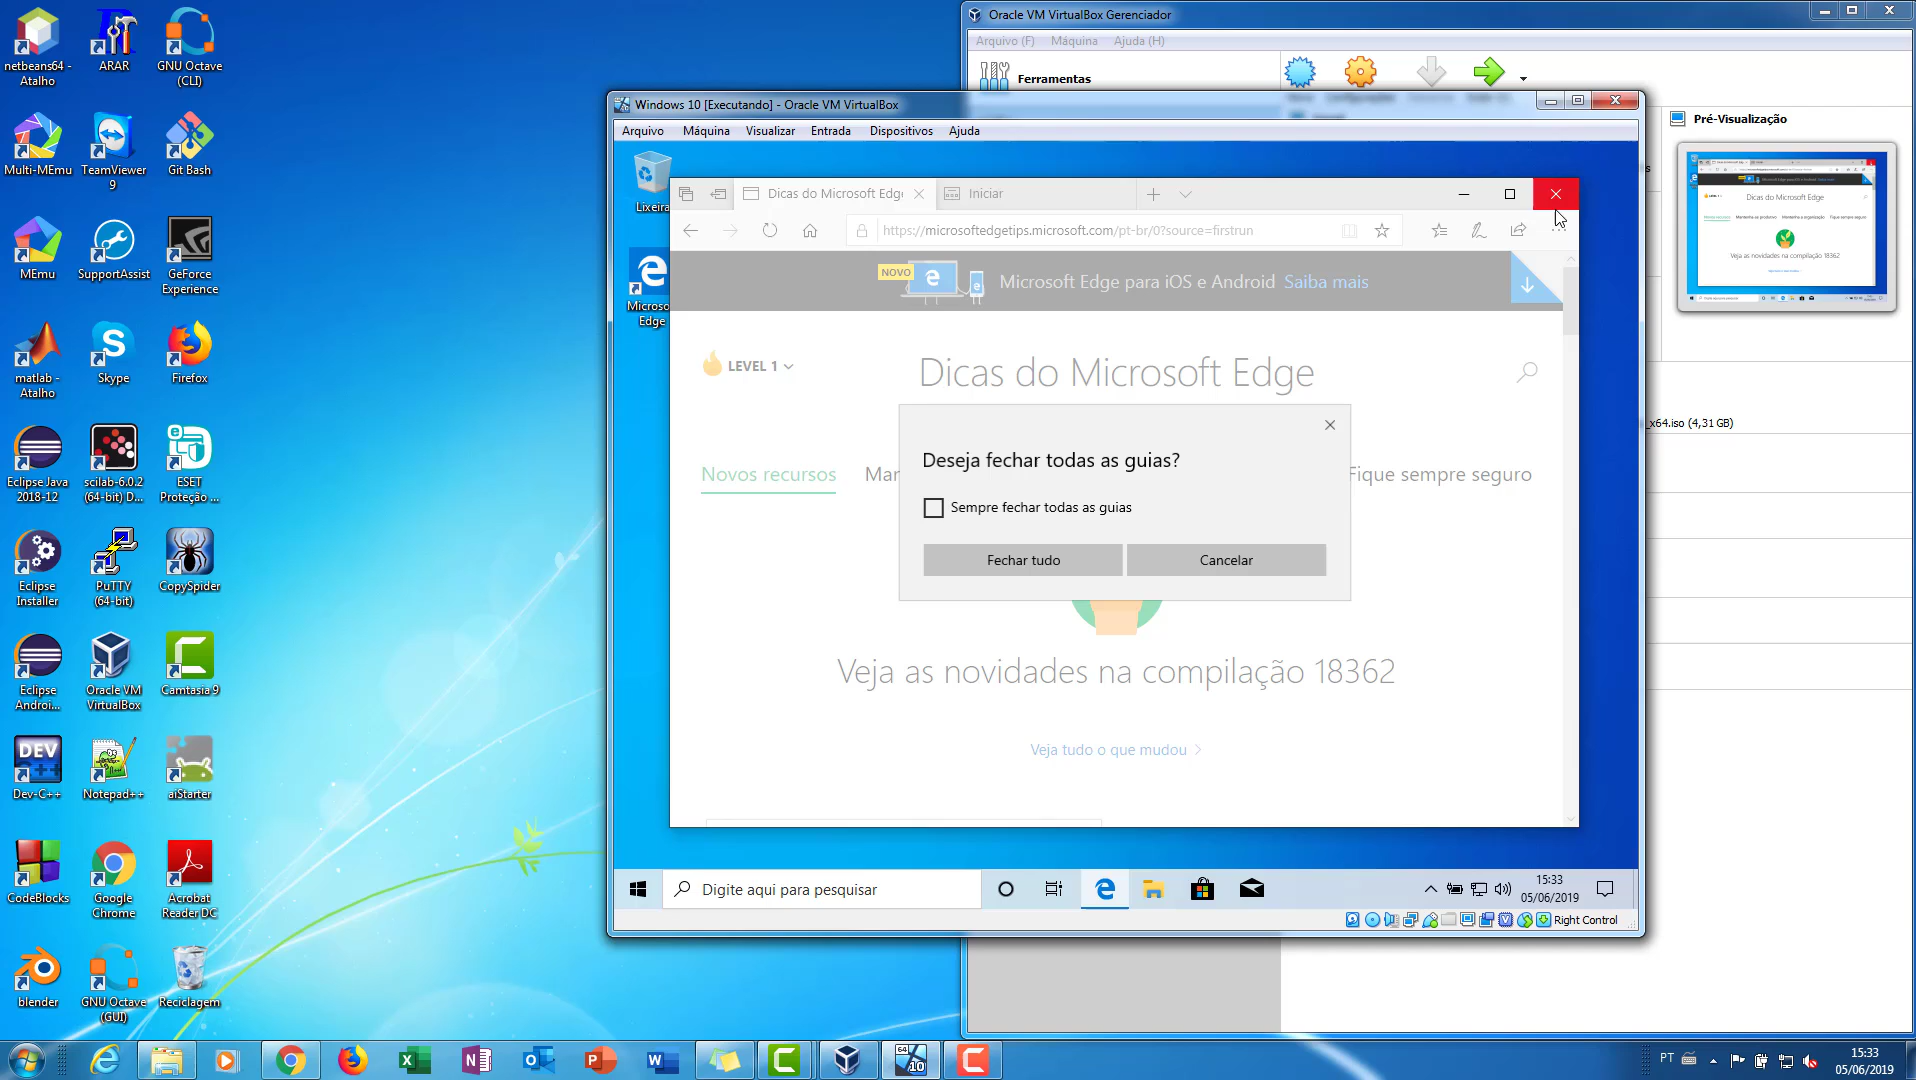 netbeans64 -
Atalho
ARAR
GNU Octave
(CLI)
Multi-MEmu
TeamViewer
9
Git Bash
MEmu
SupportAssist
GeForce
Experience
matlab -
Atalho
Skype
Firefox
Eclipse Java
2018-12
scilab-6.0.2
(64-bit) D...
ESET
Proteção ...
Eclipse
Installer
PuTTY
(64-bit)
CopySpider
Eclipse
Androi...
Oracle VM
VirtualBox
Camtasia 9
DEV
C++
Dev-C++
Notepad++
aiStarter
CodeBlocks
Google
Chrome
Acrobat
Reader DC
blender
GNU Octave
(GUI)
Reciclagem
Oracle VM VirtualBox Gerenciador
Arquivo (F) Máquina Ajuda (H)
Ferramentas
Pré-Visualização
_x64.iso (4,31 GB)
Windows 10 [Executando] - Oracle VM VirtualBox
Arquivo Máquina Visualizar Entrada Dispositivos Ajuda
Lixeira
Microso
Edge
Dicas do Microsoft Edge
Iniciar
https://microsoftedgetips.microsoft.com/pt-br/0?source=firstrun
NOVO
Microsoft Edge para iOS e Android Saiba mais
LEVEL 1
Dicas do Microsoft Edge
Novos recursos
Man
Fique sempre seguro
Deseja fechar todas as guias?
Sempre fechar todas as guias
Fechar tudo
Cancelar
Veja as novidades na compilação 18362
Veja tudo o que mudou
Digite aqui para pesquisar
15:33
05/06/2019
Right Control
64
10
PT
15:33
05/06/2019